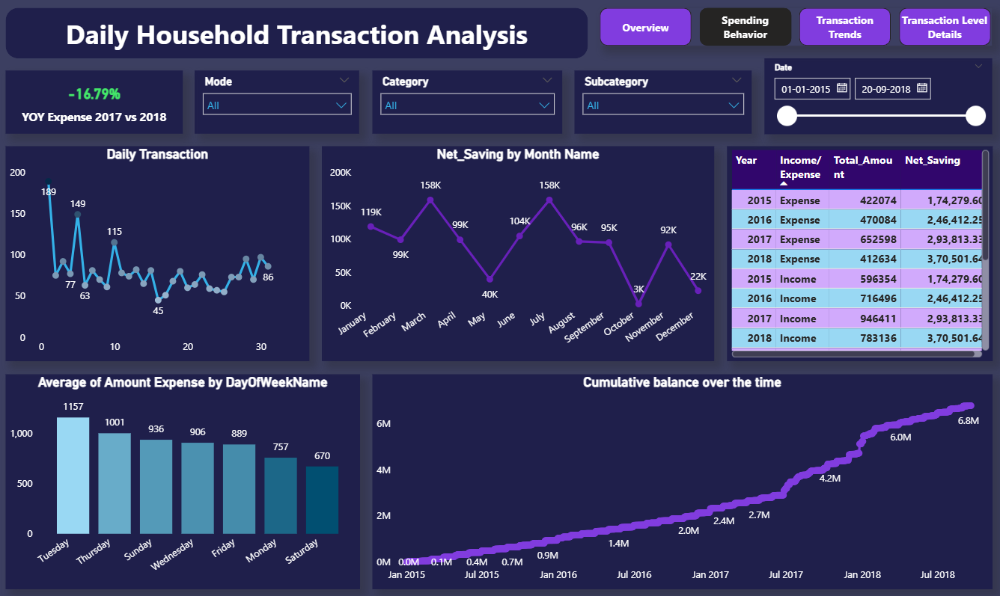 Daily Household Transaction Analysis
Overview
Spending
Behavior
Transaction
Trends
Transaction Level
Details
-16.79%
YOY Expense 2017 vs 2018
Mode
All
Category
All
Subcategory
All
Date
01-01-2015
20-09-2018
Daily Transaction
200
150
100
50
0
189
149
115
77
63
45
86
0
10
20
30
Net_Saving by Month Name
200K
150K
100K
50K
0K
119K
99K
158K
99K
40K
104K
158K
96K
95K
3K
92K
22K
January
February
March
April
May
June
July
August
September
October
November
December
Year Income/ Total_Amou Net_Saving
Expense nt
2015 Expense 422074 1,74,279.60
2016 Expense 470084 2,46,412.25
2017 Expense 652598 2,93,813.33
2018 Expense 412634 3,70,501.64
2015 Income 596354 1,74,279.60
2016 Income 716496 2,46,412.25
2017 Income 946411 2,93,813.33
2018 Income 783136 3,70,501.64
Average of Amount Expense by DayOfWeekName
1,000
500
0
1157
1001
936
906
889
757
670
Tuesday
Thursday
Sunday
Wednesday
Friday
Monday
Saturday
Cumulative balance over the time
6M
4M
2M
0M
0.0M
0.1M
0.4M
0.7M
0.9M
1.4M
2.0M
2.4M
2.7M
4.2M
6.0M
6.8M
Jan 2015
Jul 2015
Jan 2016
Jul 2016
Jan 2017
Jul 2017
Jan 2018
Jul 2018